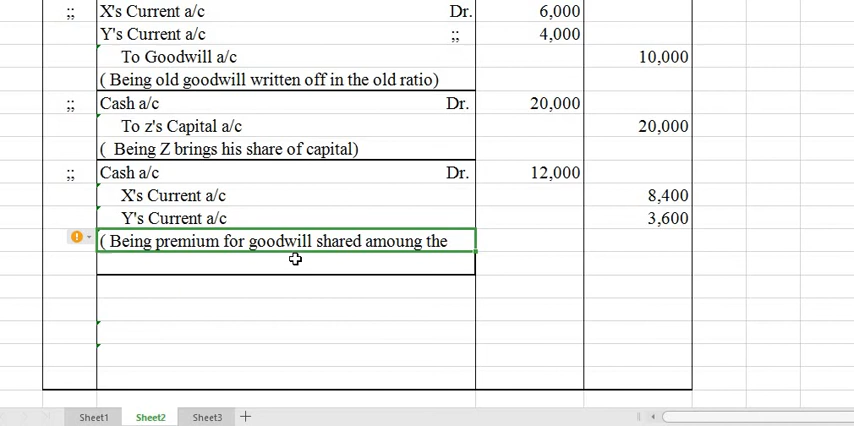 ;; X's Current a/c Dr. 6,000
Y's Current a/c ;; 4,000
To Goodwill a/c 10,000
( Being old goodwill written off in the old ratio)
;; Cash a/c Dr. 20,000
To z's Capital a/c 20,000
( Being Z brings his share of capital)
;; Cash a/c Dr. 12,000
X's Current a/c 8,400
Y's Current a/c 3,600
( Being premium for goodwill shared amoung the
Sheet1 Sheet2 Sheet3 +